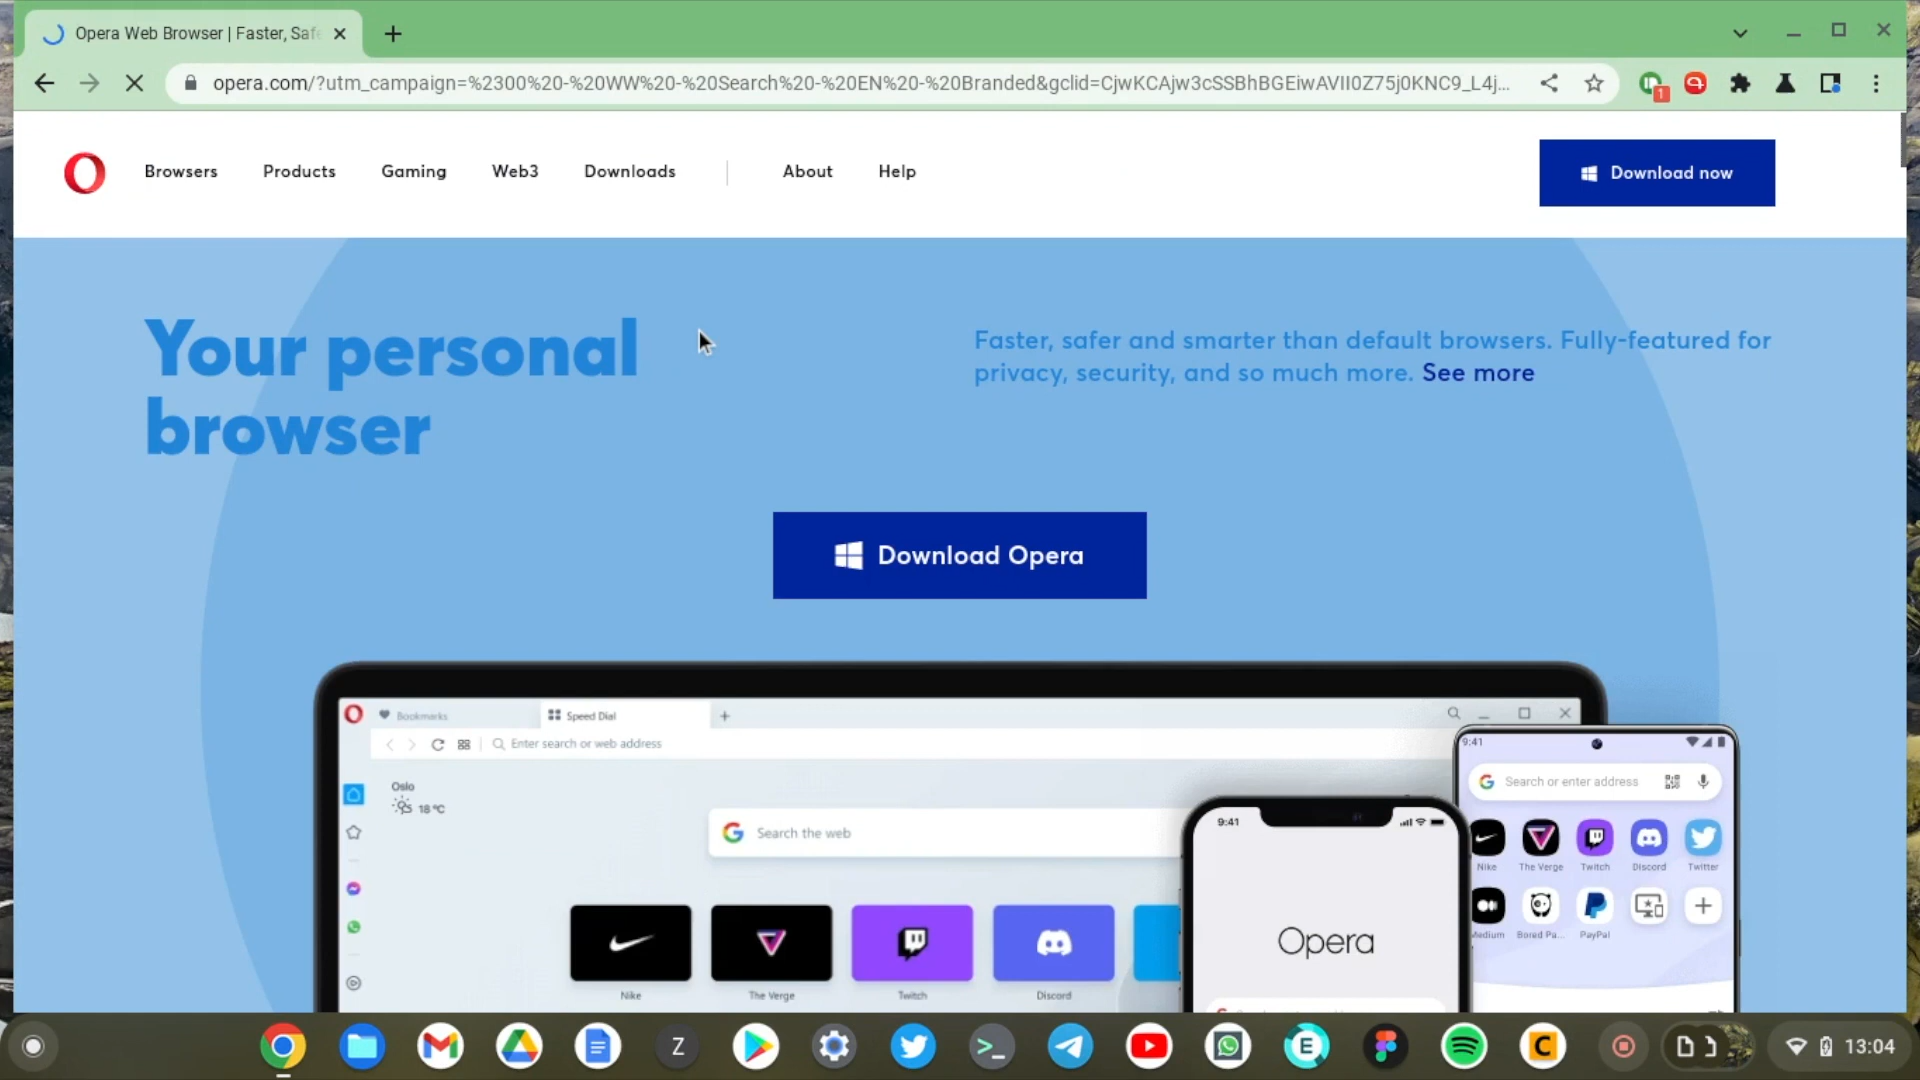 Opera Web Browser | Faster, Safe
opera.com/?utm_campaign=%2300%20-%20WW%20-%20Search%20-%20EN%20-%20Branded&gclid=CjwKCAjw3cSSBhBGEiwAVII0Z75j0KNC9_L4j...
1
Browsers Products Gaming Web3 Downloads About Help
Download now
Your personal
browser
Faster, safer and smarter than default browsers. Fully-featured for
privacy, security, and so much more. See more
Download Opera
Bookmarks Speed Dial
Enter search or web address
Oslo
18 °C
Search the web
Nike The Verge Twitch Discord
9:41
Opera
9:41
Search or enter address
Nike The Verge Twitch Discord Twitter
Medium Bored Pa... PayPal
Z
E
C
13:04